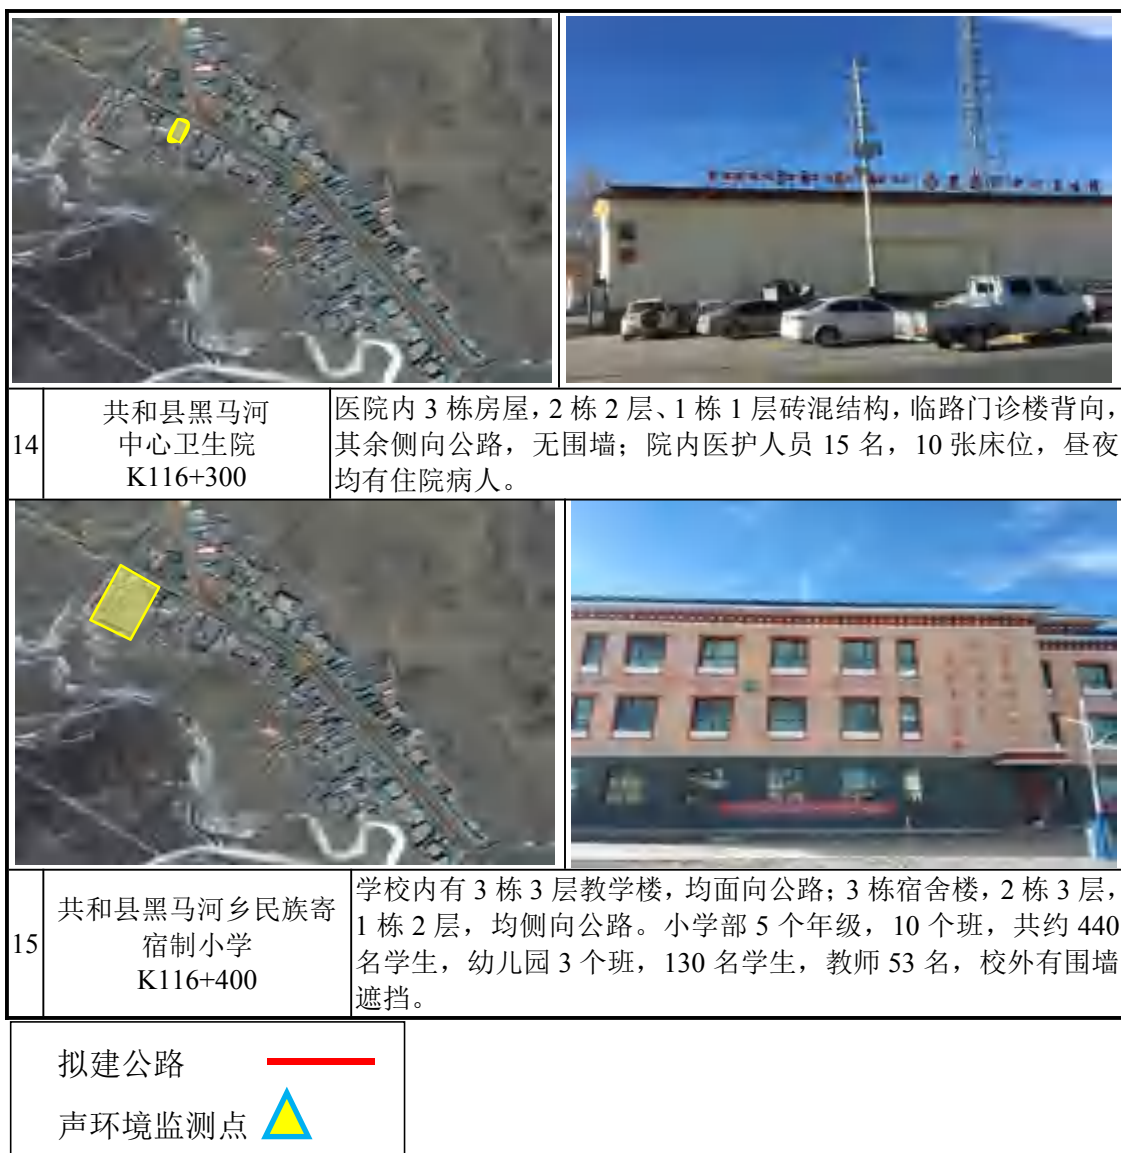 14
共和县黑马河
中心卫生院
K116+300
医院内 3 栋房屋，2 栋 2 层、1 栋 1 层砖混结构，临路门诊楼背向，
其余侧向公路，无围墙；院内医护人员 15 名，10 张床位，昼夜
均有住院病人。
15
共和县黑马河乡民族寄
宿制小学
K116+400
学校内有 3 栋 3 层教学楼，均面向公路；3 栋宿舍楼，2 栋 3 层，
1 栋 2 层，均侧向公路。小学部 5 个年级，10 个班，共约 440
名学生，幼儿园 3 个班，130 名学生，教师 53 名，校外有围墙
遮挡。
拟建公路
声环境监测点